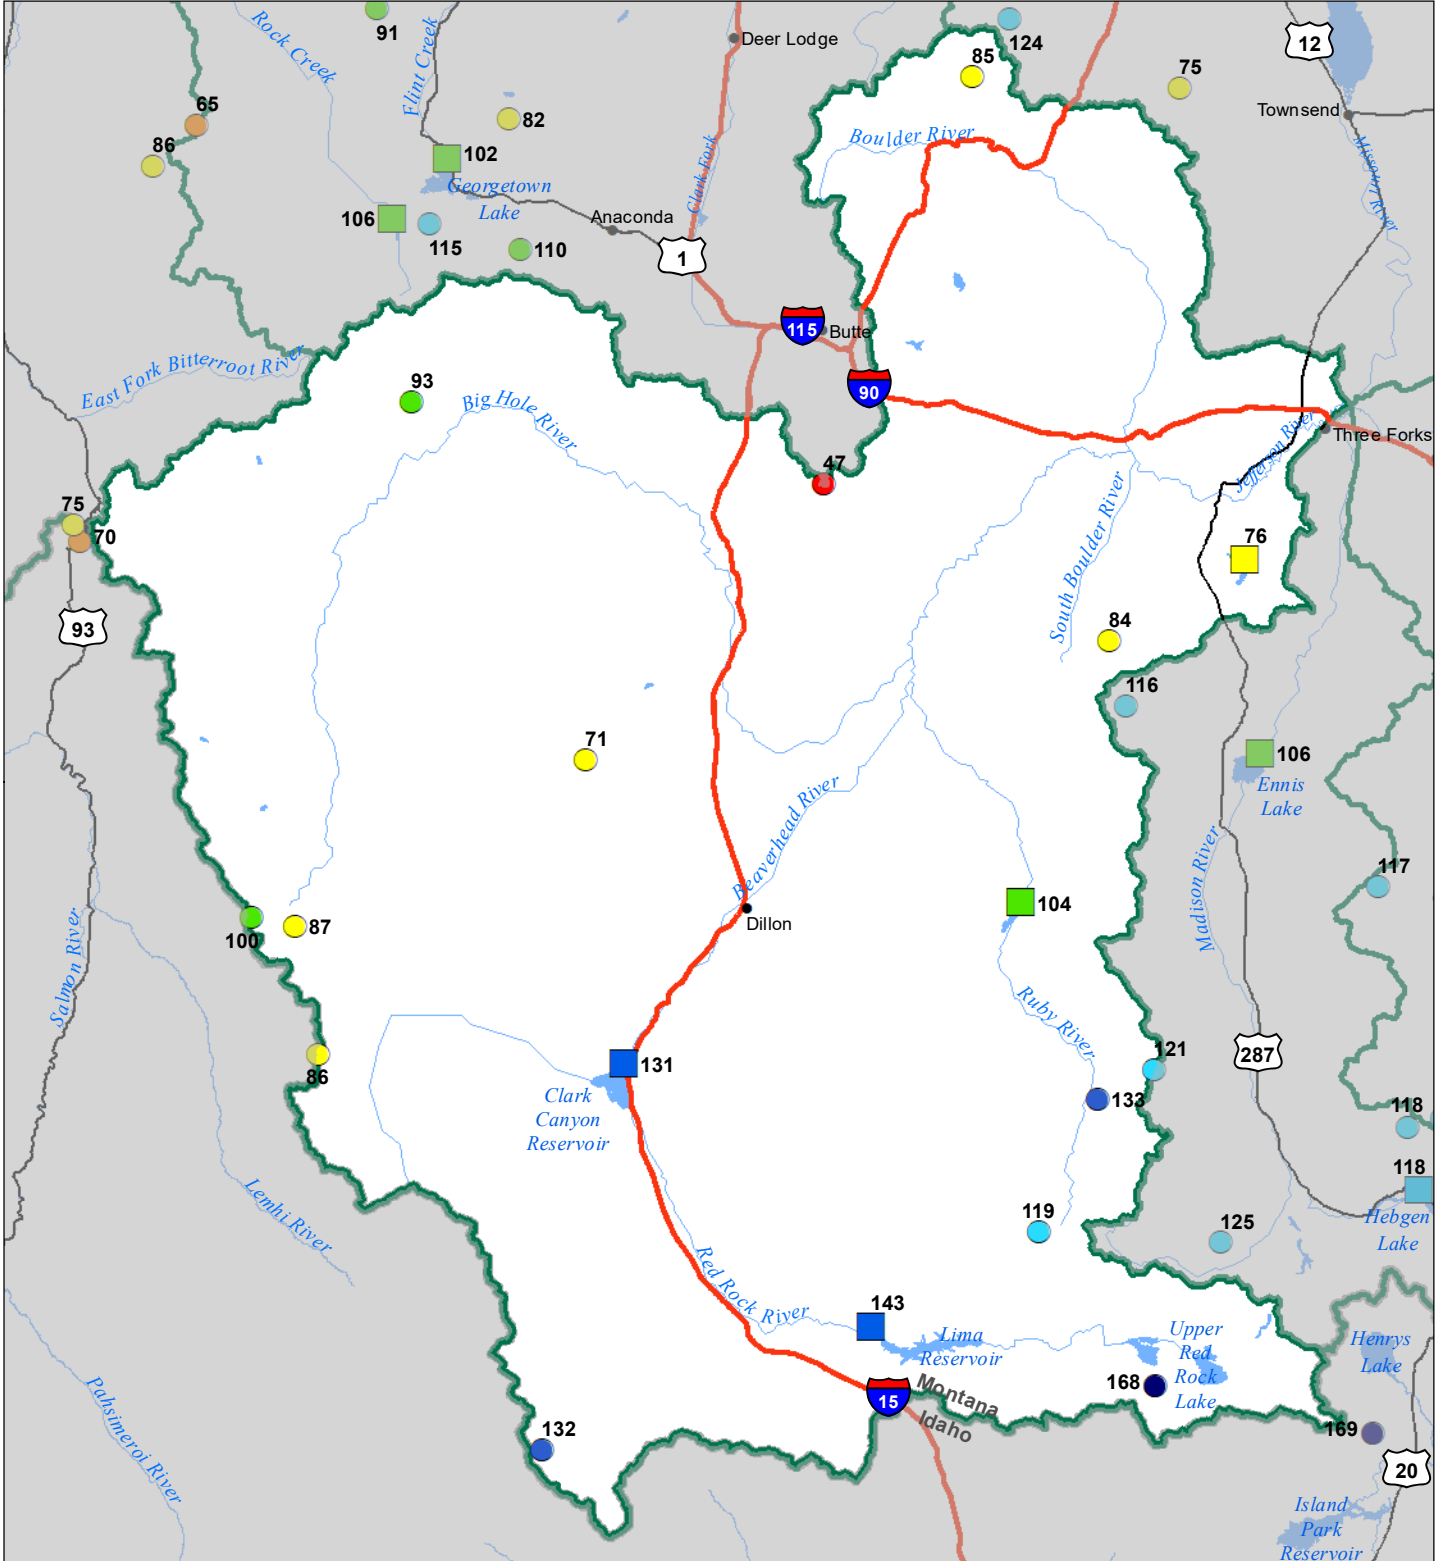 91
Rock Creek
Flint Creek
Deer Lodge
124
85
75
12
Townsend
65
82
86
102
Boulder River
Clark Fork
Missouri River
Georgetown
Lake
106
115
110
Anaconda
1
115
Butte
90
East Fork Bitterroot River
93
Big Hole River
47
Three Forks
Jefferson River
South Boulder River
75
70
76
93
84
116
71
106
Ennis
Lake
Beaverhead River
Madison River
117
104
Dillon
100
87
Salmon River
Ruby River
121
287
86
131
133
Clark
Canyon
Reservoir
118
118
Hebgen
Lake
Lemhi River
119
125
Red Rock River
143
Lima
Reservoir
Upper
Red
Rock
Lake
Henrys
Lake
168
15
Montana
Idaho
132
169
20
Pahsimeroi River
Island
Park
Reservoir